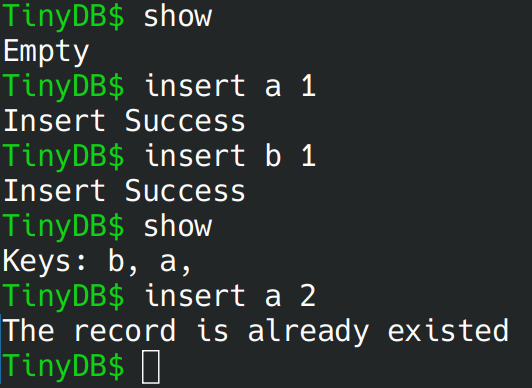 TinyDB$ show
Empty
TinyDB$ insert a 1
Insert Success
TinyDB$ insert b 1
Insert Success
TinyDB$ show
Keys: b, a,
TinyDB$ insert a 2
The record is already existed
TinyDB$